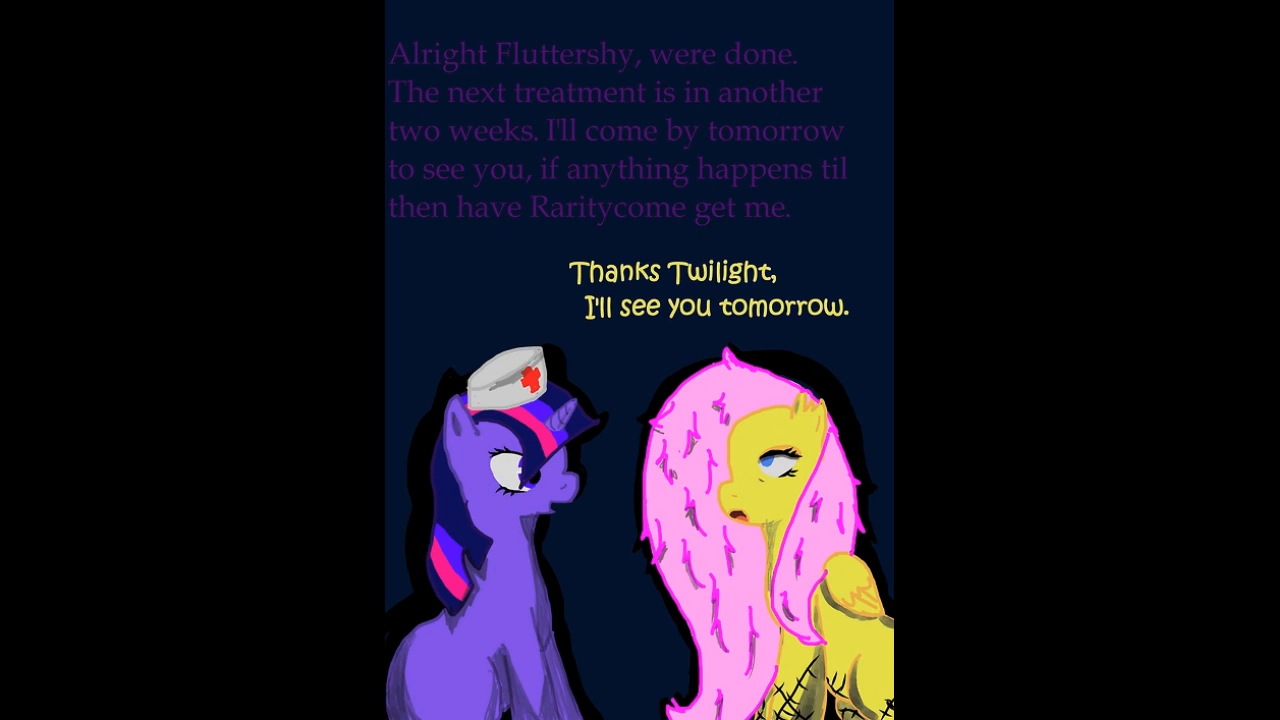 Alright Fluttershy, were done.
The next treatment is in another
two weeks. I'll come by tomorrow
to see you, if anything happens til
then have Raritycome get me.
Thanks Twilight,
I'll see you tomorrow.